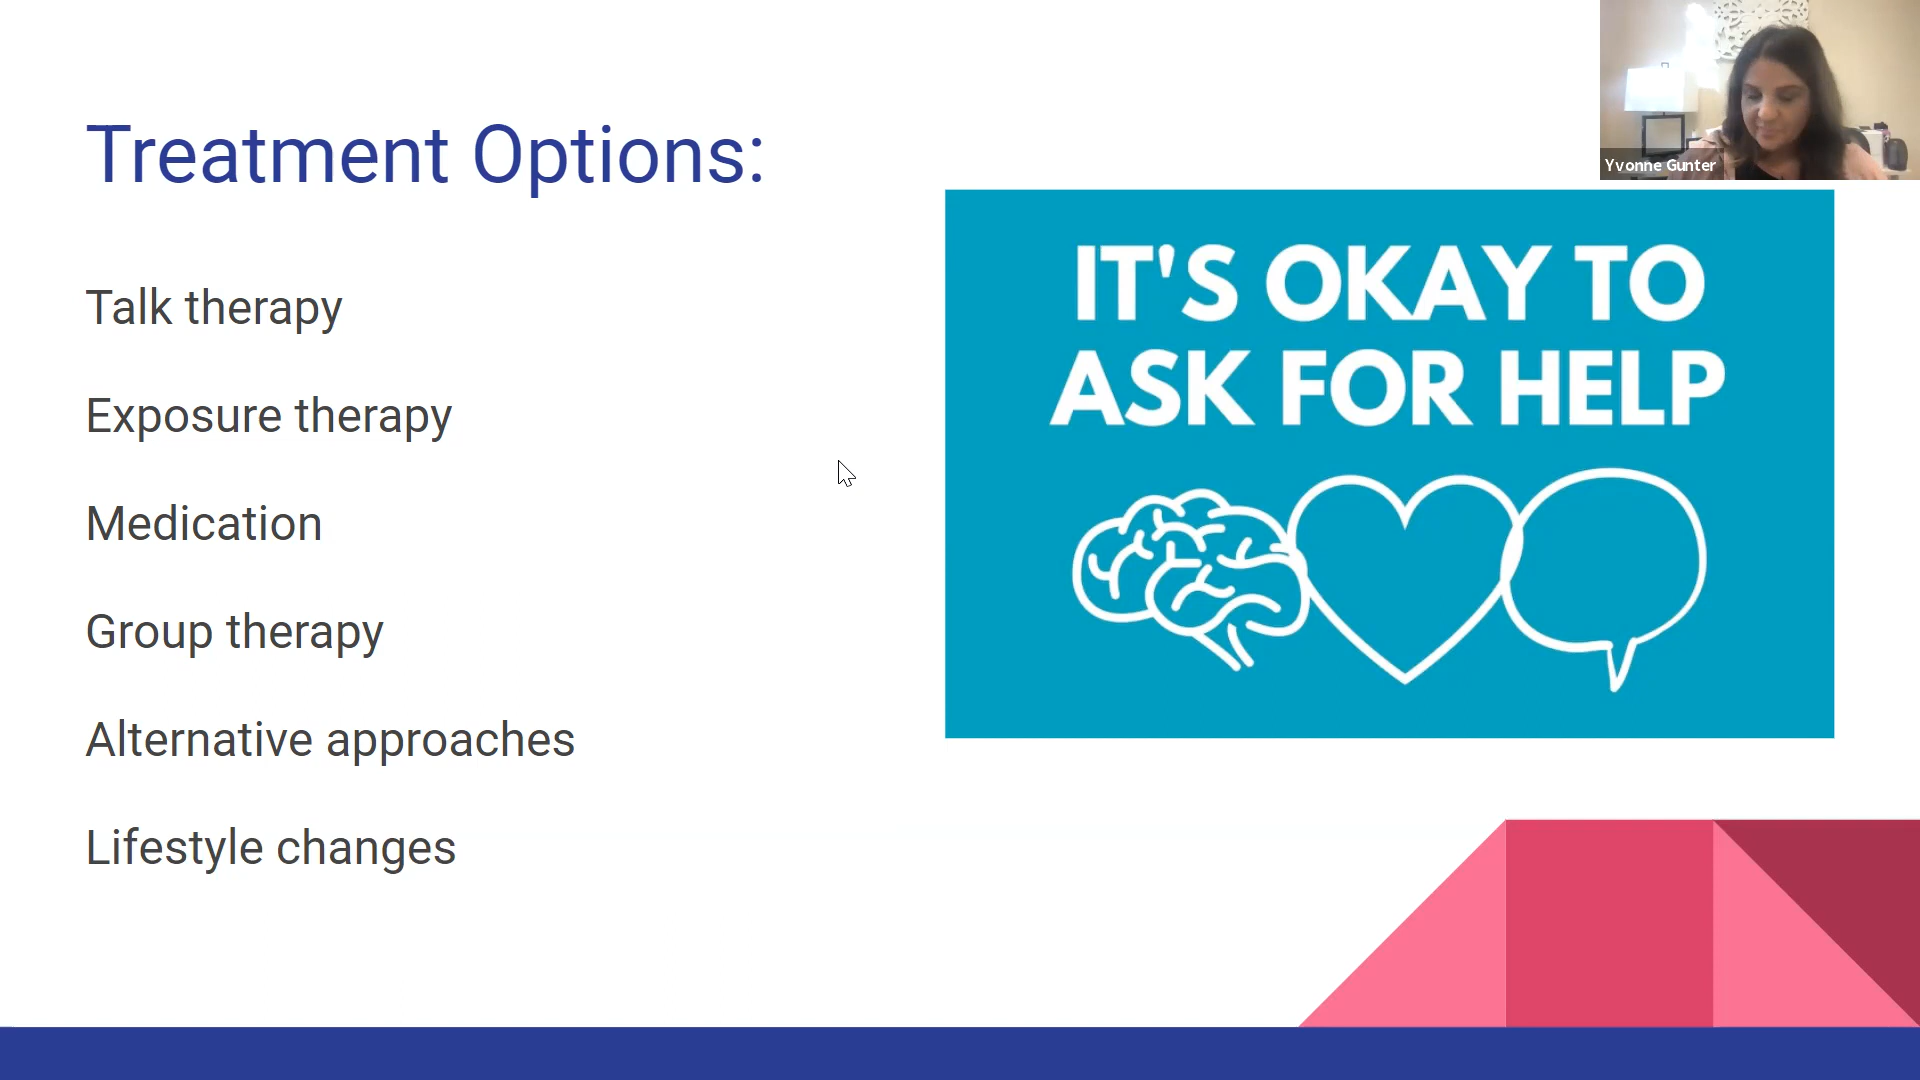 Treatment Options:
Talk therapy
Exposure therapy
Medication
Group therapy
Alternative approaches
Lifestyle changes
Yvonne Gunter
IT'S OKAY TO
ASK FOR HELP